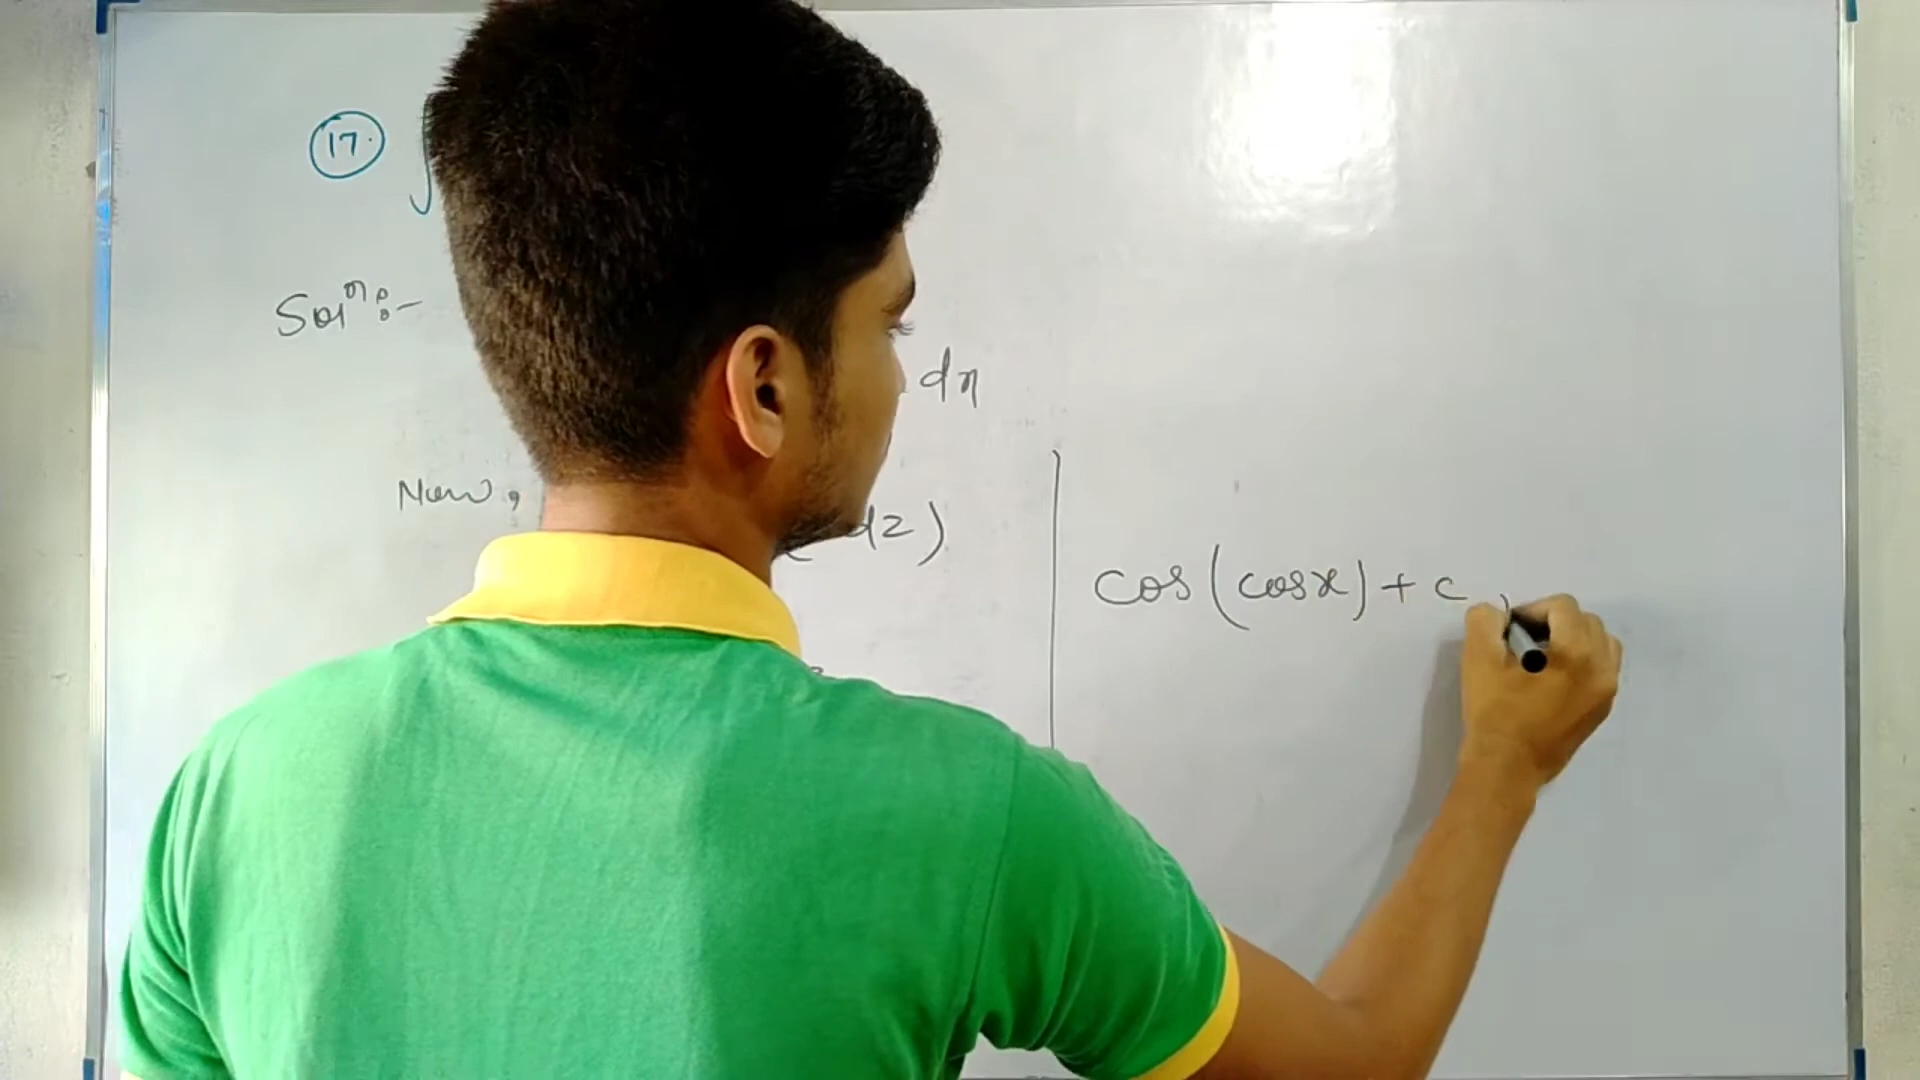 17. ∫
Solⁿ:-
dx
Now,
dz)
cos(cosx)+c